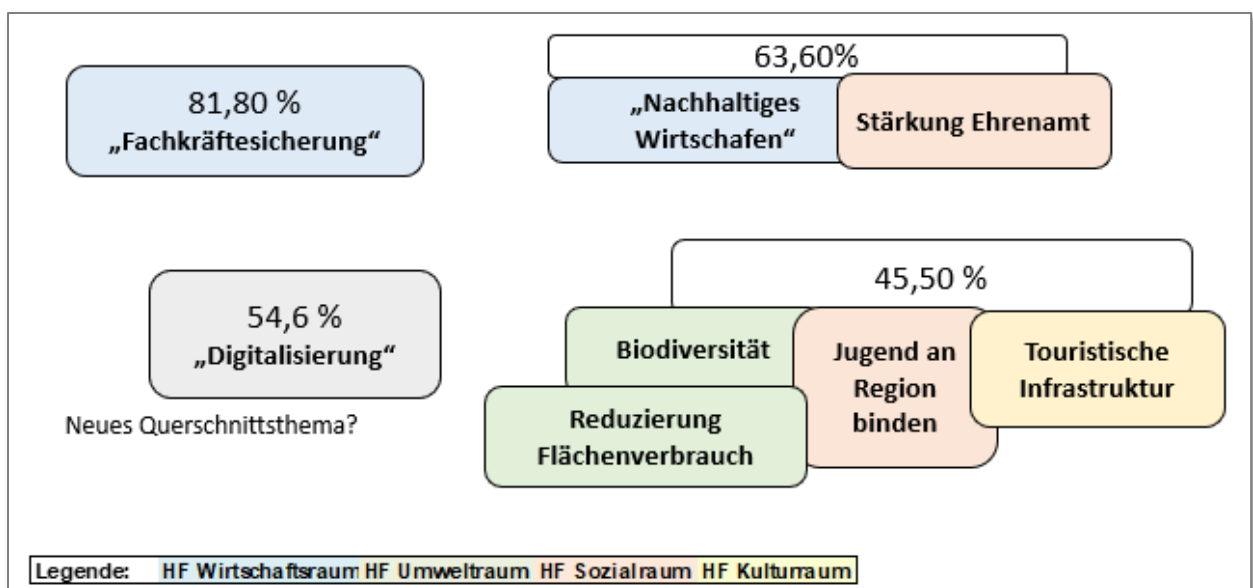 81,80 %
„Fachkräftesicherung“
63,60%
„Nachhaltiges
Wirtschafen“
Stärkung Ehrenamt
54,6 %
„Digitalisierung“
Neues Querschnittsthema?
45,50 %
Biodiversität
Reduzierung
Flächenverbrauch
Jugend an
Region
binden
Touristische
Infrastruktur
Legende: HF Wirtschaftsraum HF Umweltraum HF Sozialraum HF Kulturraum